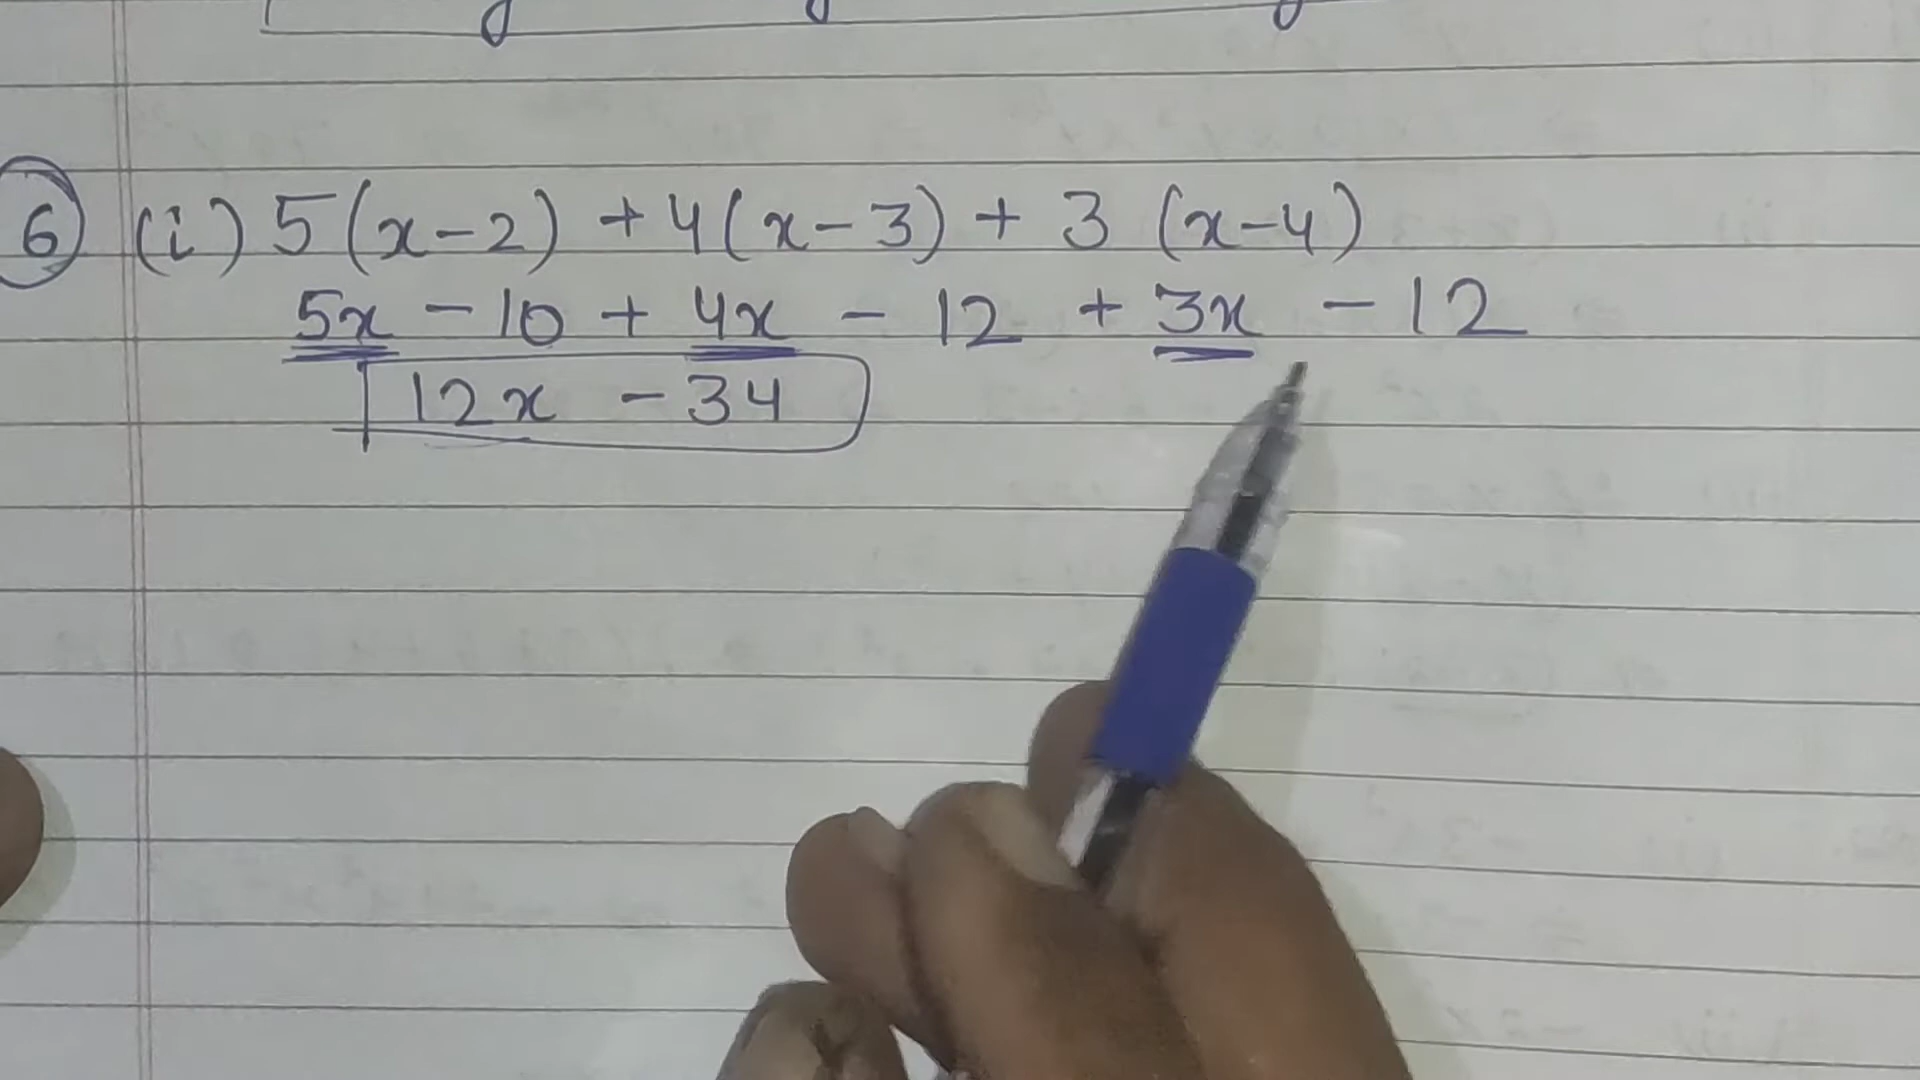 6 (i) 5(x-2) + 4(x-3) + 3 (x-4)
5x - 10 + 4x - 12 + 3x - 12
12x - 34